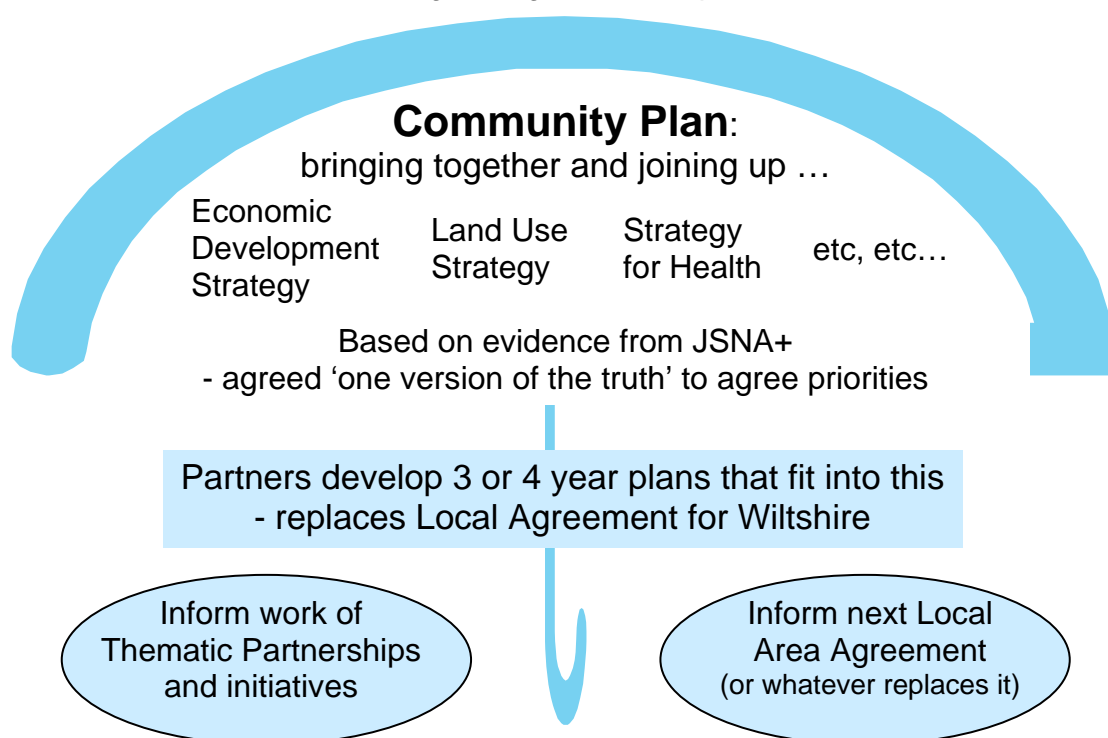 Community Plan:
bringing together and joining up …
Economic
Development
Strategy
Land Use
Strategy
Strategy
for Health
etc, etc…
Based on evidence from JSNA+
- agreed ‘one version of the truth’ to agree priorities
Partners develop 3 or 4 year plans that fit into this
- replaces Local Agreement for Wiltshire
Inform work of
Thematic Partnerships
and initiatives
Inform next Local
Area Agreement
(or whatever replaces it)